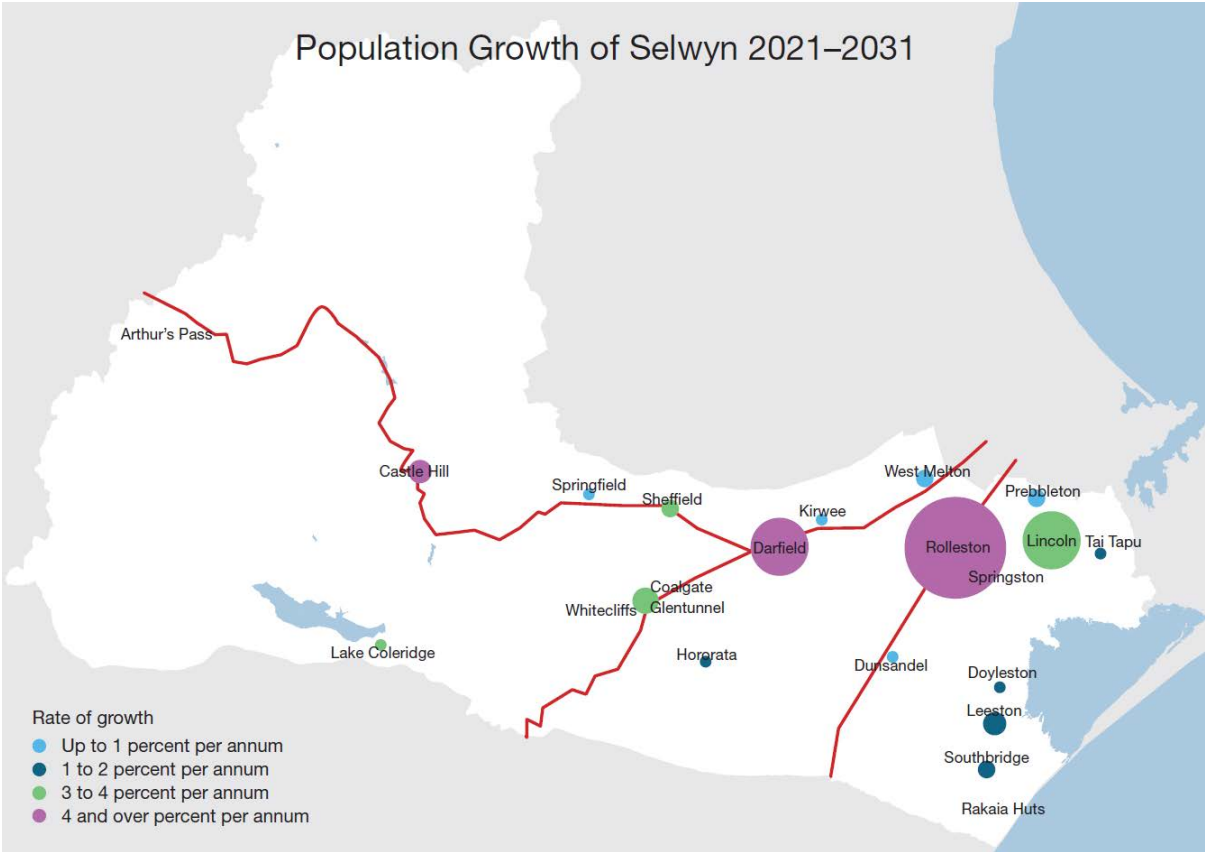 Population Growth of Selwyn 2021–2031
Arthur's Pass
Castle Hill
Springfield
Sheffield
Kirwee
West Melton
Prebbleton
Darfield
Rolleston
Lincoln
Tai Tapu
Springston
Coalgate
Whitecliffs
Glentunnel
Lake Coleridge
Hororata
Dunsandel
Doyleston
Leeston
Southbridge
Rakaia Huts
Rate of growth
Up to 1 percent per annum
1 to 2 percent per annum
3 to 4 percent per annum
4 and over percent per annum